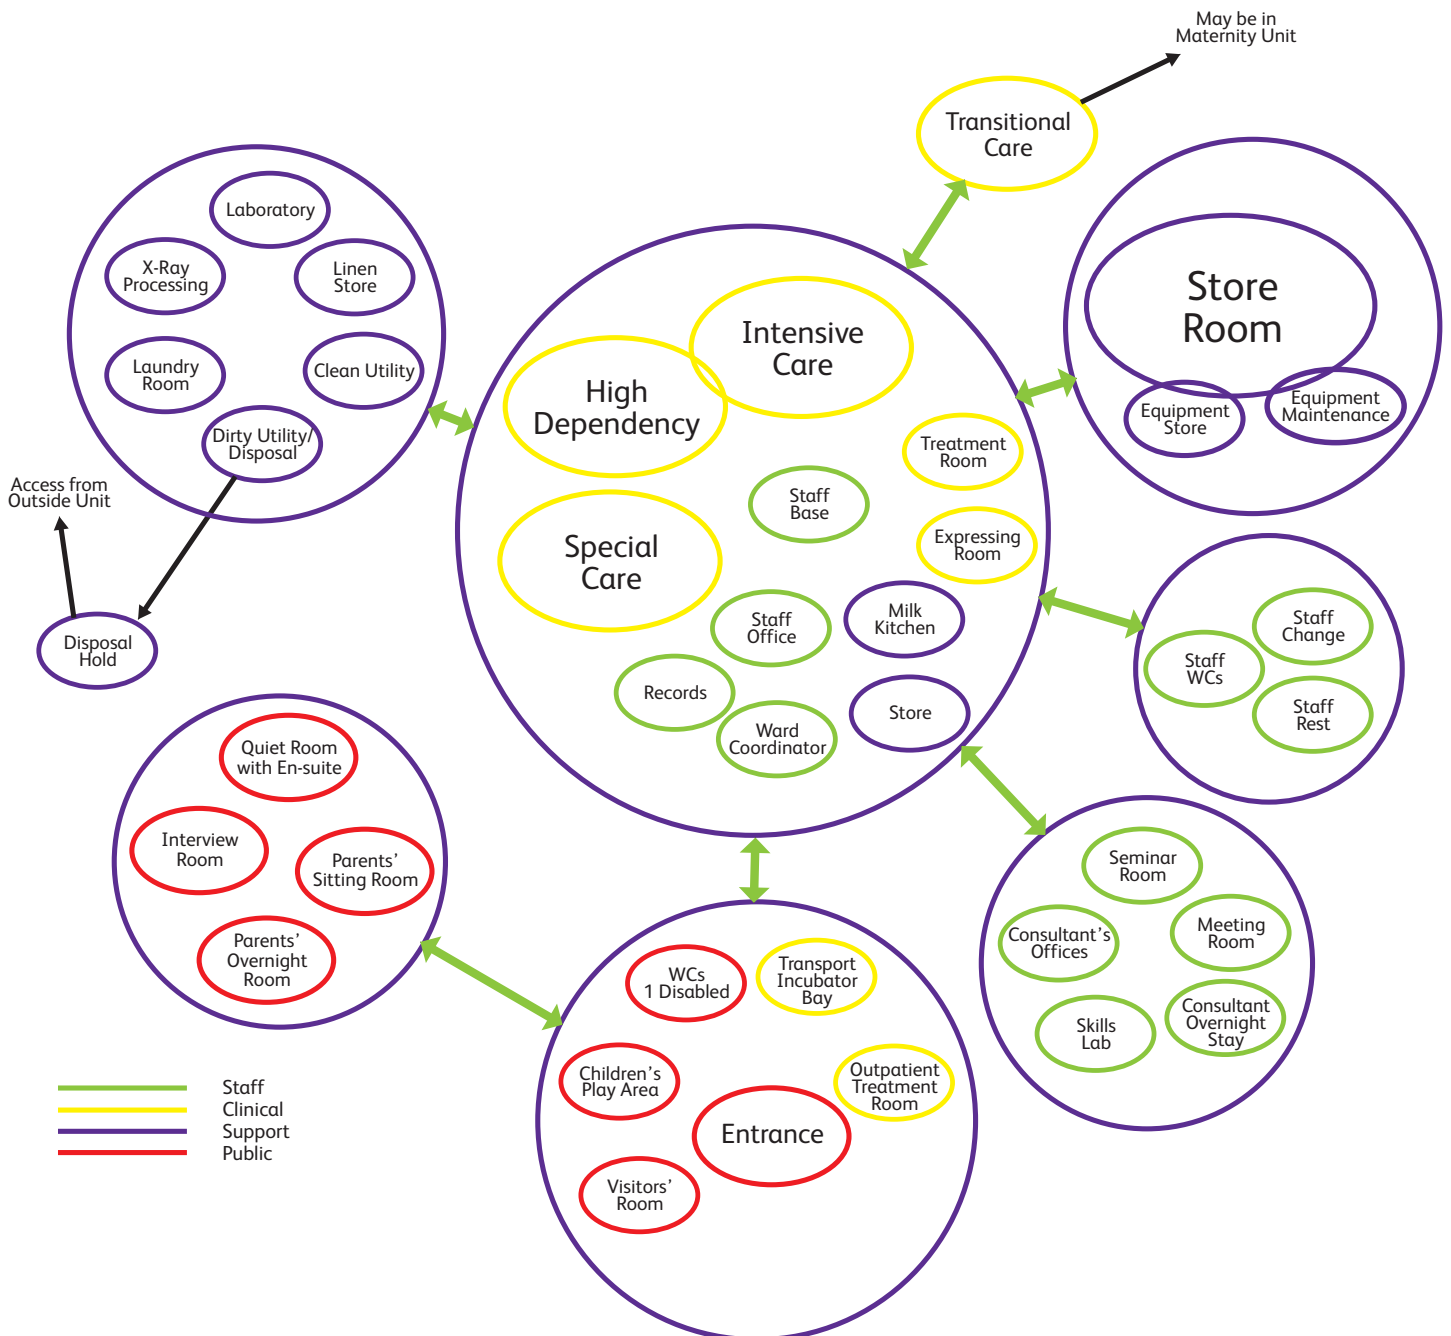 May be in
Maternity Unit
Transitional
Care
Laboratory
X-Ray
Processing
Linen
Store
Laundry
Room
Clean Utility
Dirty Utility/
Disposal
Access from
Outside Unit
Disposal
Hold
Intensive
Care
High
Dependency
Special
Care
Treatment
Room
Staff
Base
Expressing
Room
Staff
Office
Milk
Kitchen
Records
Store
Ward
Coordinator
Store
Room
Equipment
Store
Equipment
Maintenance
Staff
Change
Staff
WCs
Staff
Rest
Quiet Room
with En-suite
Interview
Room
Parents'
Sitting Room
Parents'
Overnight
Room
Seminar
Room
Consultant's
Offices
Meeting
Room
Skills
Lab
Consultant
Overnight
Stay
WCs
1 Disabled
Transport
Incubator
Bay
Children's
Play Area
Outpatient
Treatment
Room
Entrance
Visitors'
Room
Staff
Clinical
Support
Public